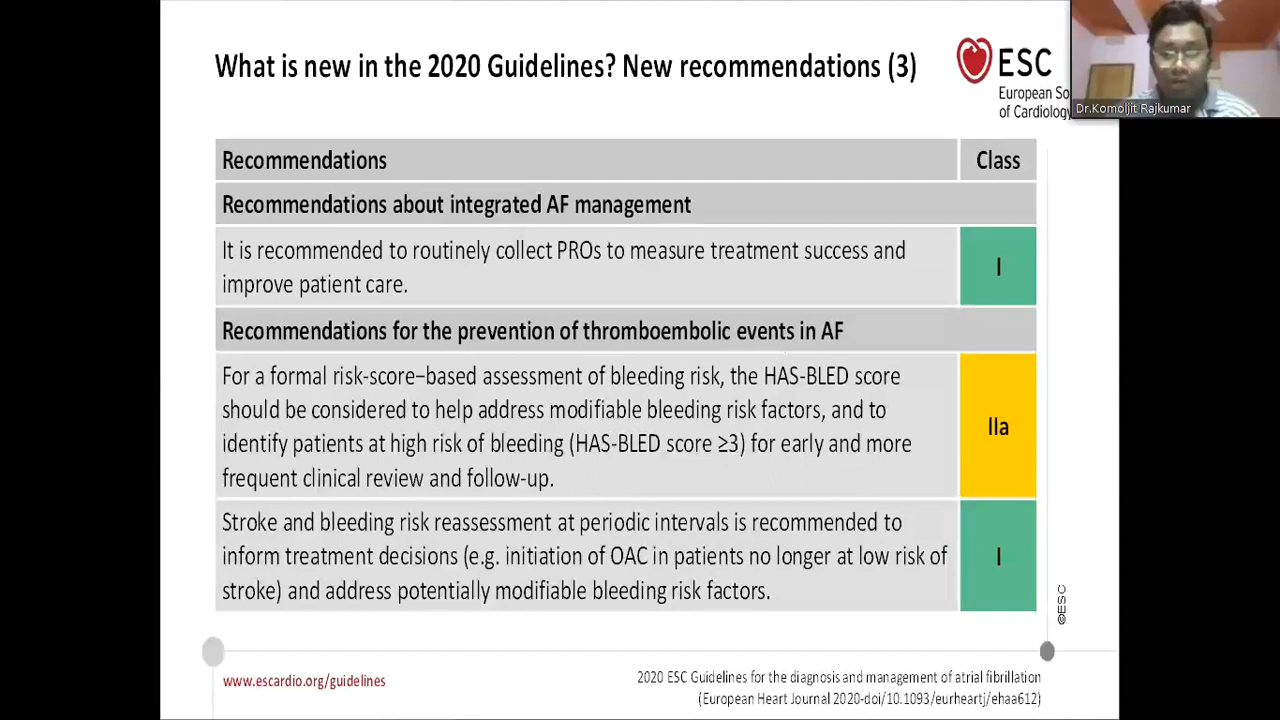 What is new in the 2020 Guidelines? New recommendations (3)
ESC
European So
of Cardiology
Dr.Komoljit Rajkumar
Recommendations Class
Recommendations about integrated AF management
It is recommended to routinely collect PROs to measure treatment success and
improve patient care.
I
Recommendations for the prevention of thromboembolic events in AF
For a formal risk-score–based assessment of bleeding risk, the HAS-BLED score
should be considered to help address modifiable bleeding risk factors, and to
identify patients at high risk of bleeding (HAS-BLED score ≥3) for early and more
frequent clinical review and follow-up.
IIa
Stroke and bleeding risk reassessment at periodic intervals is recommended to
inform treatment decisions (e.g. initiation of OAC in patients no longer at low risk of
stroke) and address potentially modifiable bleeding risk factors.
I
©ESC
www.escardio.org/guidelines
2020 ESC Guidelines for the diagnosis and management of atrial fibrillation
(European Heart Journal 2020-doi/10.1093/eurheartj/ehaa612)